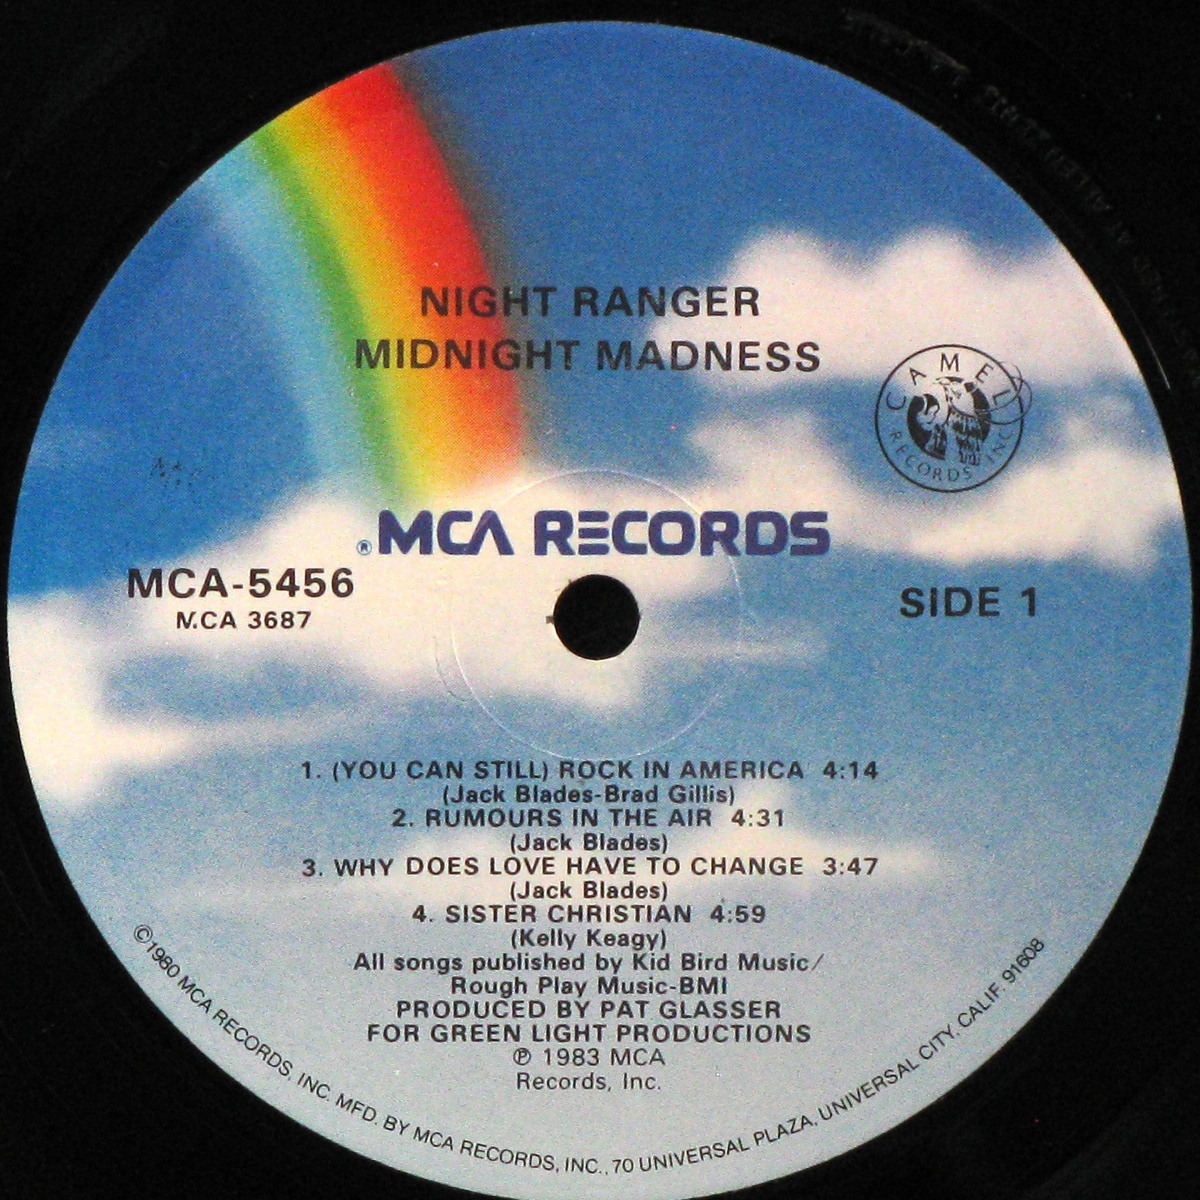 NIGHT RANGER
MIDNIGHT MADNESS
CAMEL
RECORDS INC
® MCA RECORDS
MCA-5456
MCA 3687
SIDE 1
1. (YOU CAN STILL) ROCK IN AMERICA 4:14
(Jack Blades-Brad Gillis)
2. RUMOURS IN THE AIR 4:31
(Jack Blades)
3. WHY DOES LOVE HAVE TO CHANGE 3:47
(Jack Blades)
4. SISTER CHRISTIAN 4:59
(Kelly Keagy)
All songs published by Kid Bird Music/
Rough Play Music-BMI
PRODUCED BY PAT GLASSER
FOR GREEN LIGHT PRODUCTIONS
℗ 1983 MCA
Records, Inc.
©1980 MCA RECORDS, INC. MFD. BY MCA RECORDS, INC., 70 UNIVERSAL PLAZA, UNIVERSAL CITY, CALIF. 91608